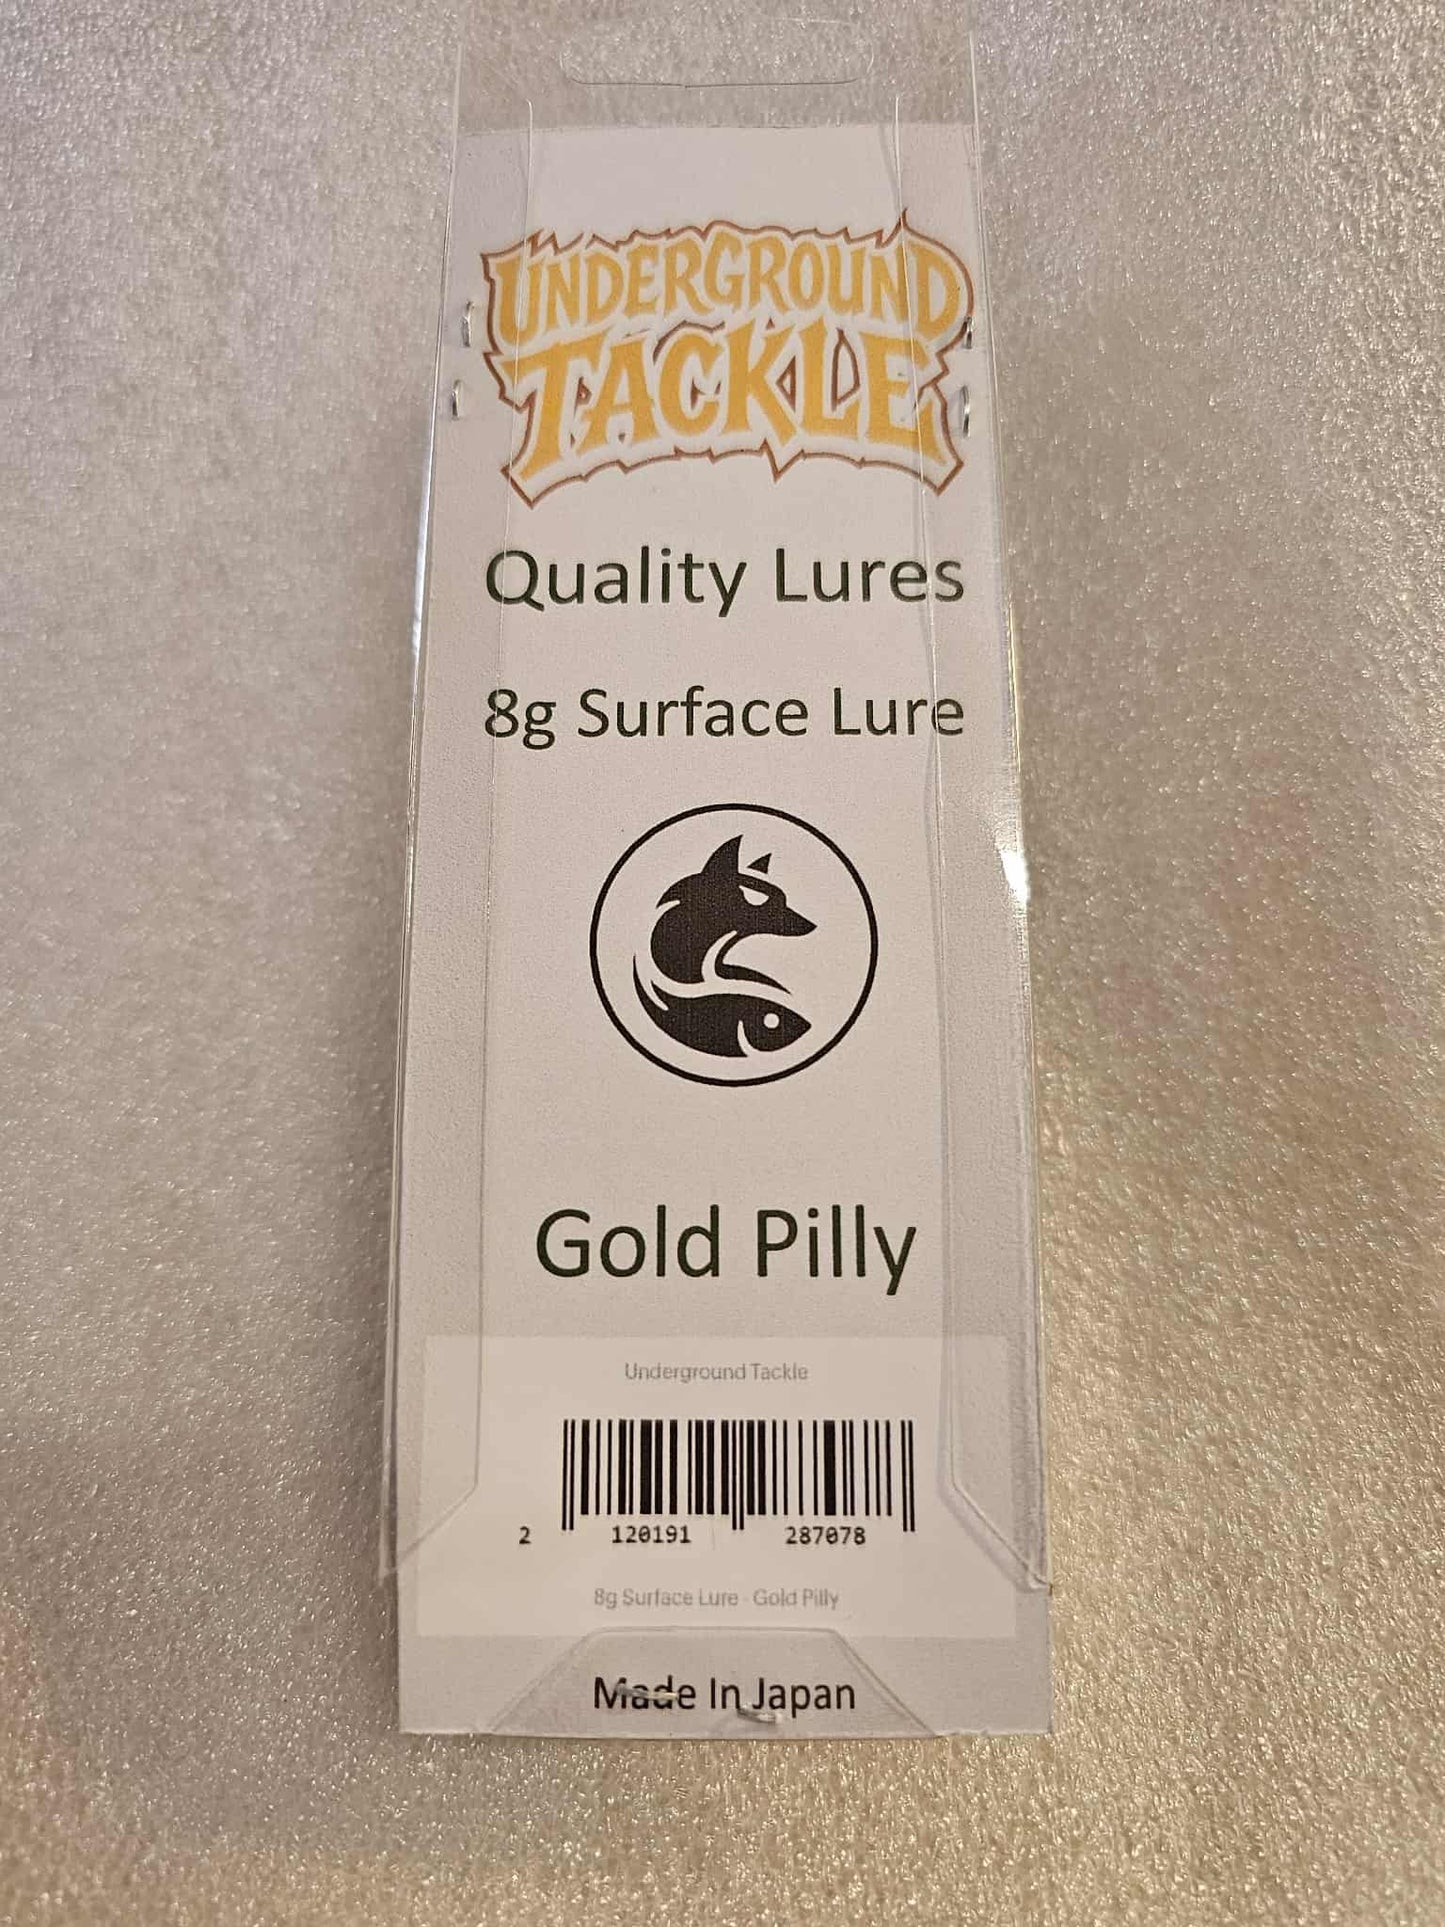 UNDERGROUND
TACKLE
Quality Lures
8g Surface Lure
Gold Pilly
Underground Tackle
2 120191 287078
8g Surface Lure - Gold Pilly
Made In Japan